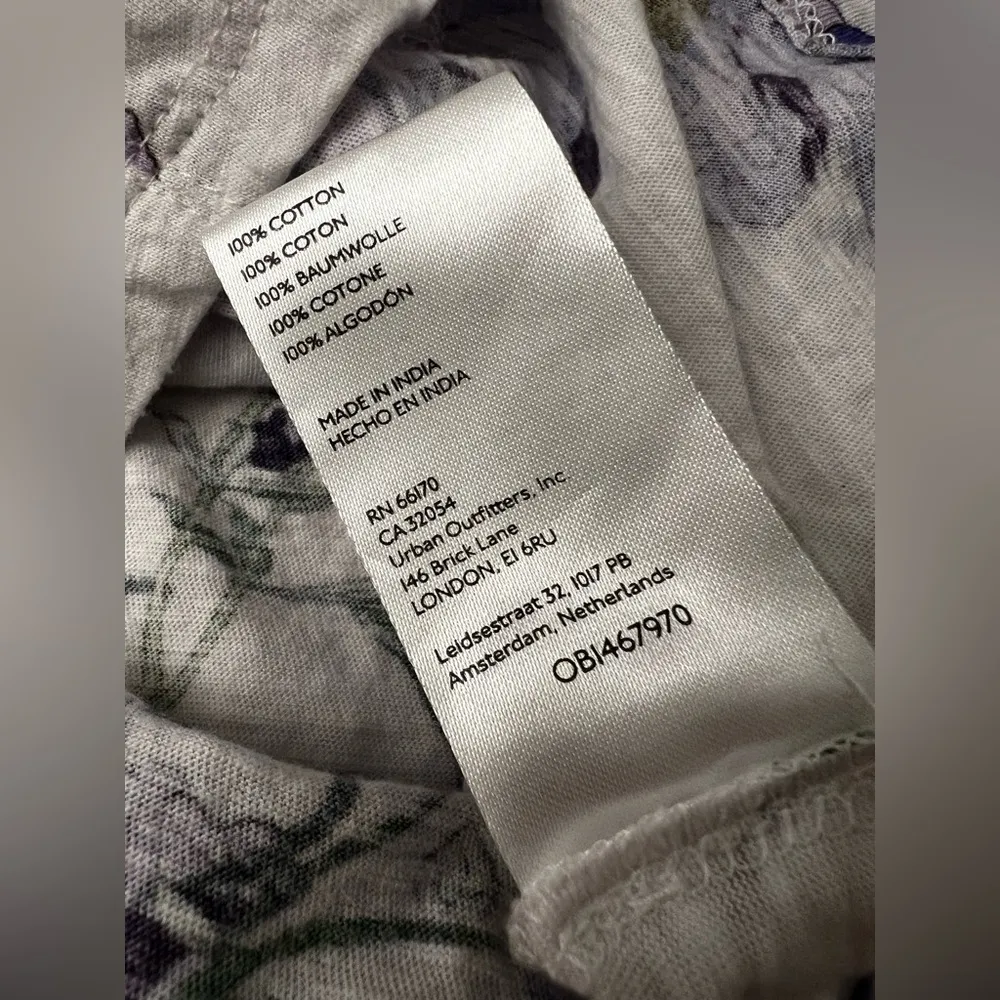 100% COTTON
100% COTON
100% BAUMWOLLE
100% COTONE
100% ALGODÓN
MADE IN INDIA
HECHO EN INDIA
RN 66170
CA 32054
Urban Outfitters, Inc
146 Brick Lane
LONDON, E1 6RU
Leidsestraat 32, 1017 PB
Amsterdam, Netherlands
OB1467970